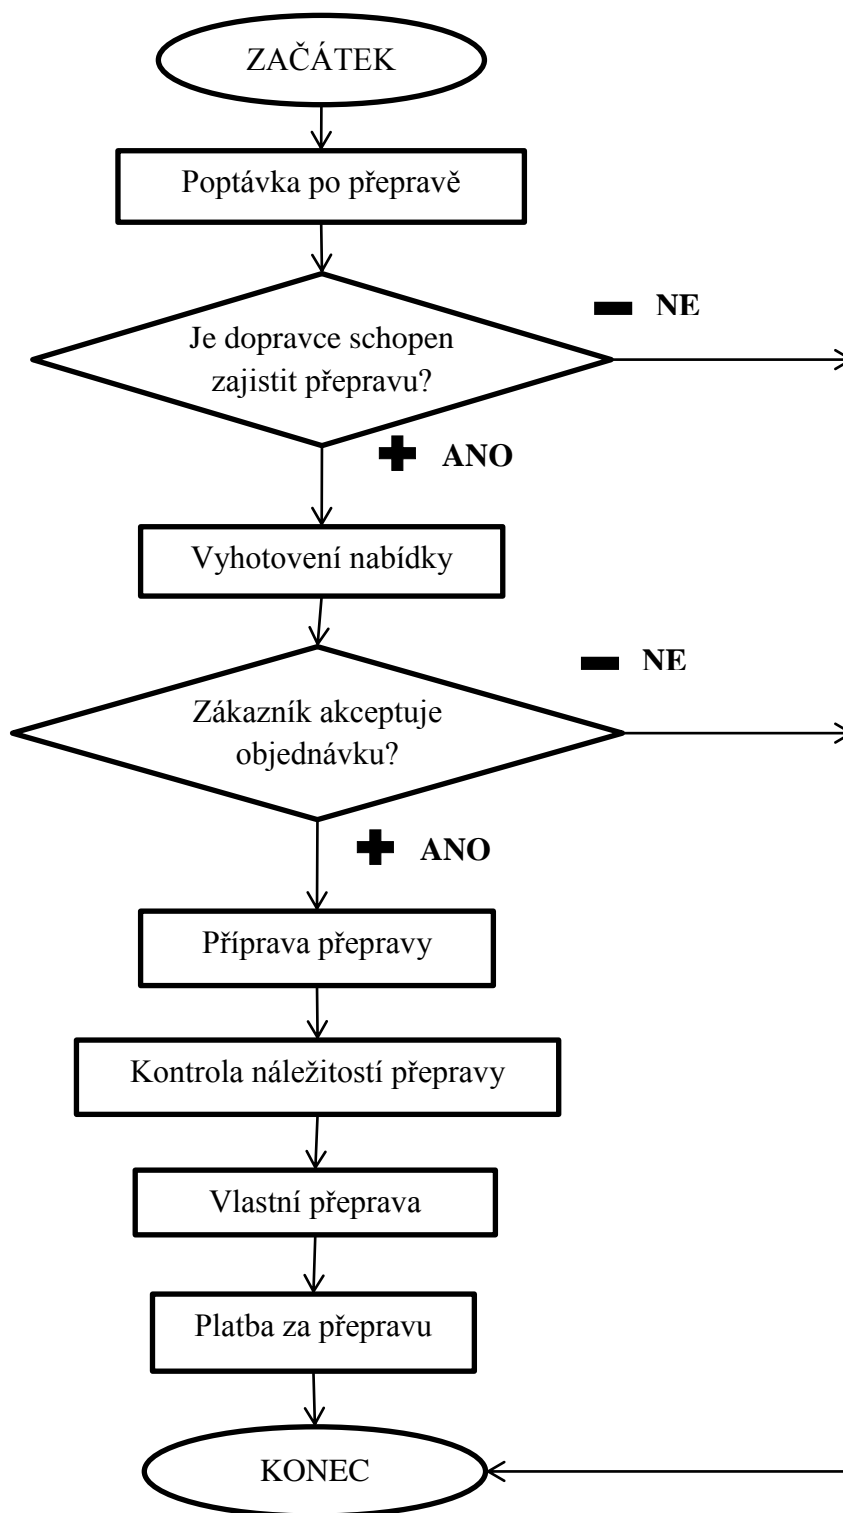 ZAČÁTEK
Poptávka po přepravě
NE
Je dopravce schopen
zajistit přepravu?
ANO
Vyhotovení nabídky
NE
Zákazník akceptuje
objednávku?
ANO
Příprava přepravy
Kontrola náležitostí přepravy
Vlastní přeprava
Platba za přepravu
KONEC